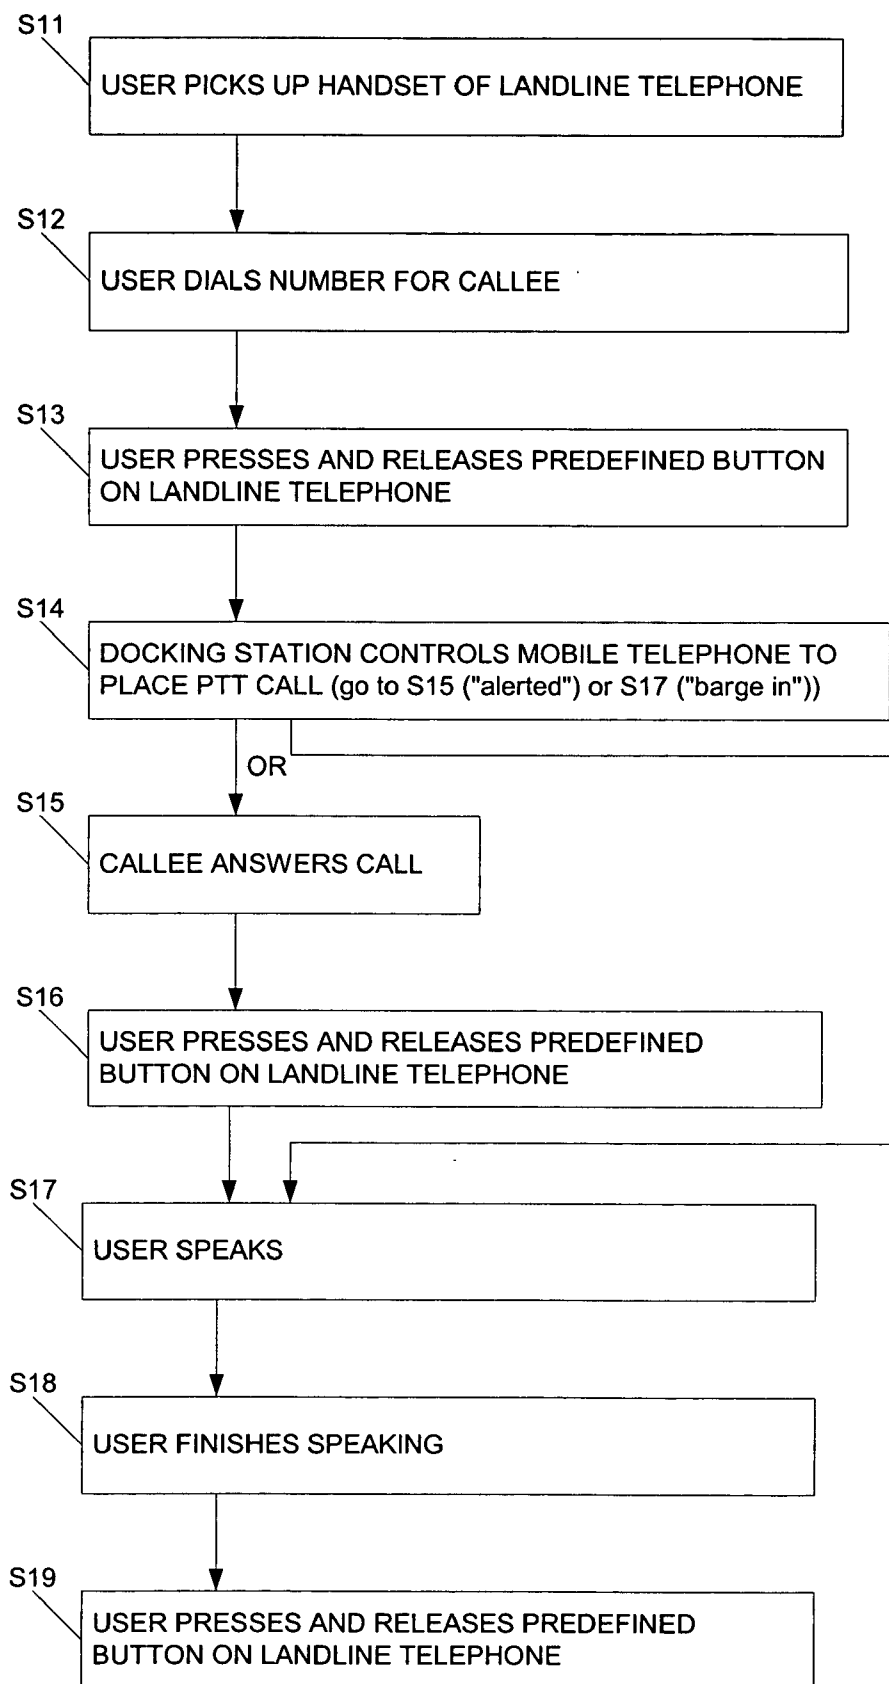 S11
USER PICKS UP HANDSET OF LANDLINE TELEPHONE
S12
USER DIALS NUMBER FOR CALLEE
S13
USER PRESSES AND RELEASES PREDEFINED BUTTON
ON LANDLINE TELEPHONE
S14
DOCKING STATION CONTROLS MOBILE TELEPHONE TO
PLACE PTT CALL (go to S15 ("alerted") or S17 ("barge in"))
OR
S15
CALLEE ANSWERS CALL
S16
USER PRESSES AND RELEASES PREDEFINED
BUTTON ON LANDLINE TELEPHONE
S17
USER SPEAKS
S18
USER FINISHES SPEAKING
S19
USER PRESSES AND RELEASES PREDEFINED
BUTTON ON LANDLINE TELEPHONE